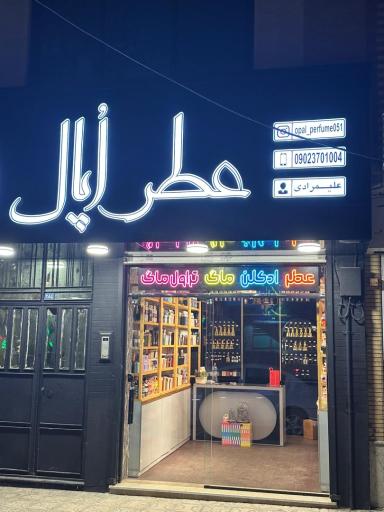 عطر اُپال
opal_perfume051
09023701004
علیمرادی
عطر ادکلن ماگ تراول ماگ